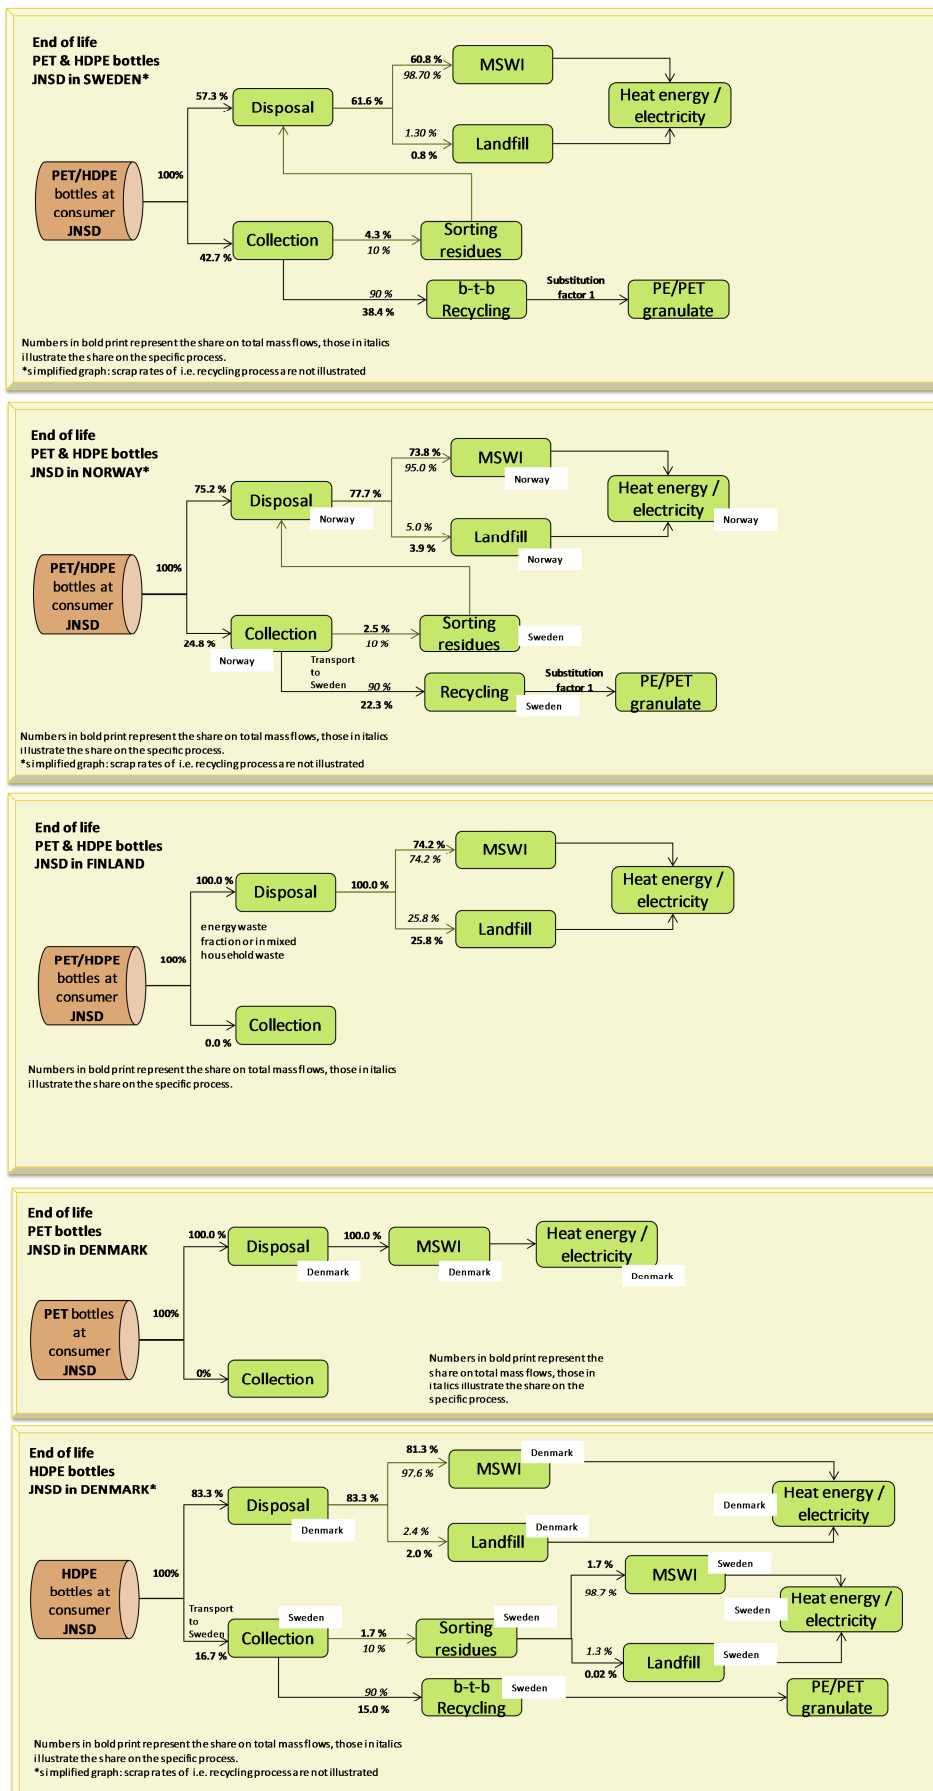 End of life
PET & HDPE bottles
JNSD in SWEDEN*
57.3 %
Disposal
61.6 %
60.8 %
98.70 %
MSWI
Heat energy /
electricity
1.30 %
0.8 %
Landfill
100%
PET/HDPE
bottles at
consumer
JNSD
Collection
42.7 %
4.3 %
10 %
Sorting
residues
90 %
38.4 %
b-t-b
Recycling
Substitution
factor 1
PE/PET
granulate
Numbers in bold print represent the share on total mass flows, those in italics
illustrate the share on the specific process.
*simplified graph: scrap rates of i.e. recycling process are not illustrated
End of life
PET & HDPE bottles
JNSD in NORWAY*
75.2 %
Disposal
Norway
77.7 %
73.8 %
95.0 %
MSWI
Norway
Heat energy /
electricity
Norway
5.0 %
3.9 %
Landfill
Norway
100%
PET/HDPE
bottles at
consumer
JNSD
Collection
24.8 %
Norway
2.5 %
10 %
Sorting
residues
Sweden
Transport
to
Sweden
90 %
22.3 %
Recycling
Sweden
Substitution
factor 1
PE/PET
granulate
Numbers in bold print represent the share on total mass flows, those in italics
illustrate the share on the specific process.
*simplified graph: scrap rates of i.e. recycling process are not illustrated
End of life
PET & HDPE bottles
JNSD in FINLAND
100.0 %
Disposal
100.0 %
74.2 %
74.2 %
MSWI
Heat energy /
electricity
25.8 %
25.8 %
Landfill
energy waste
fraction or in mixed
household waste
100%
PET/HDPE
bottles at
consumer
JNSD
Collection
0.0 %
Numbers in bold print represent the share on total mass flows, those in italics
illustrate the share on the specific process.
End of life
PET bottles
JNSD in DENMARK
100.0 %
Disposal
Denmark
100.0 %
MSWI
Denmark
Heat energy /
electricity
Denmark
100%
PET bottles
at
consumer
JNSD
0%
Collection
Numbers in bold print represent the
share on total mass flows, those in
italics illustrate the share on the
specific process.
End of life
HDPE bottles
JNSD in DENMARK*
83.3 %
Disposal
Denmark
83.3 %
81.3 %
97.6 %
MSWI
Denmark
Denmark
Heat energy /
electricity
2.4 %
2.0 %
Landfill
Denmark
100%
HDPE
bottles at
consumer
JNSD
Transport
to
Sweden
16.7 %
Collection
Sweden
1.7 %
10 %
Sorting
residues
Sweden
1.7 %
98.7 %
MSWI
Sweden
Sweden
Heat energy /
electricity
1.3 %
0.02 %
Landfill
Sweden
90 %
15.0 %
b-t-b
Recycling
Sweden
PE/PET
granulate
Numbers in bold print represent the share on total mass flows, those in italics
illustrate the share on the specific process.
*simplified graph: scrap rates of i.e. recycling process are not illustrated